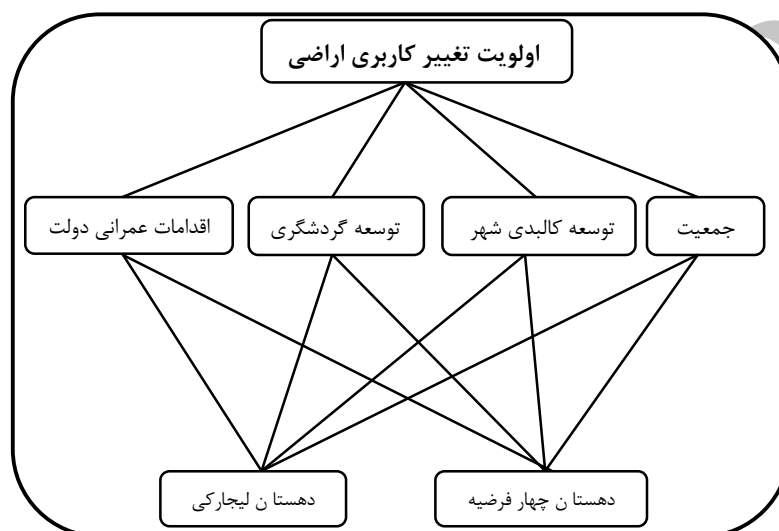 اولویت تغییر کاربری اراضی
جمعیت
توسعه کالبدی شهر
توسعه گردشگری
اقدامات عمرانی دولت
دهستا ن چهار فرضیه
دهستا ن لیجارکی